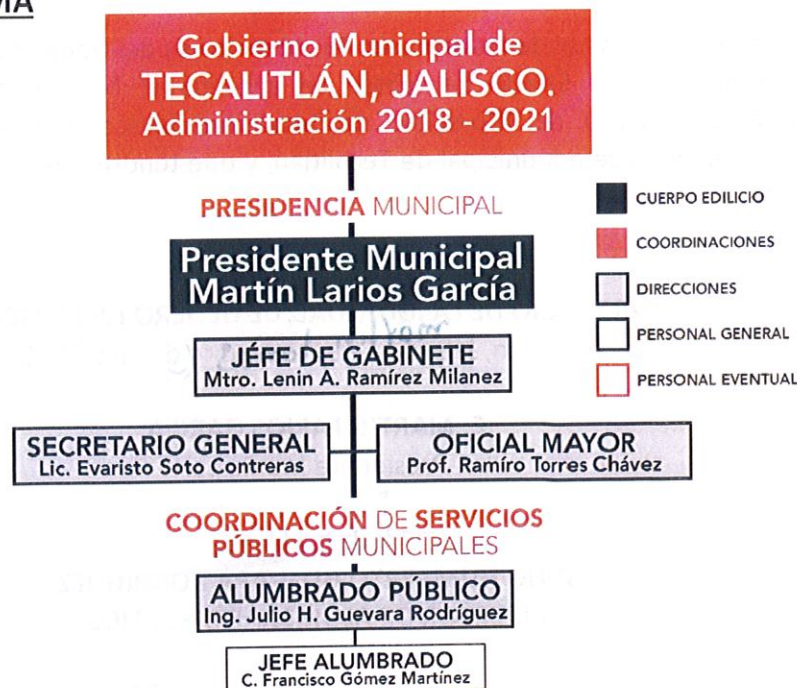 MA
Gobierno Municipal de
TECALITLÁN, JALISCO.
Administración 2018 - 2021
PRESIDENCIA MUNICIPAL
Presidente Municipal
Martín Larios García
JÉFE DE GABINETE
Mtro. Lenin A. Ramírez Milanez
SECRETARIO GENERAL
Lic. Evaristo Soto Contreras
OFICIAL MAYOR
Prof. Ramíro Torres Chávez
COORDINACIÓN DE SERVICIOS
PÚBLICOS MUNICIPALES
ALUMBRADO PÚBLICO
Ing. Julio H. Guevara Rodríguez
JEFE ALUMBRADO
C. Francisco Gómez Martínez
CUERPO EDILICIO
COORDINACIONES
DIRECCIONES
PERSONAL GENERAL
PERSONAL EVENTUAL